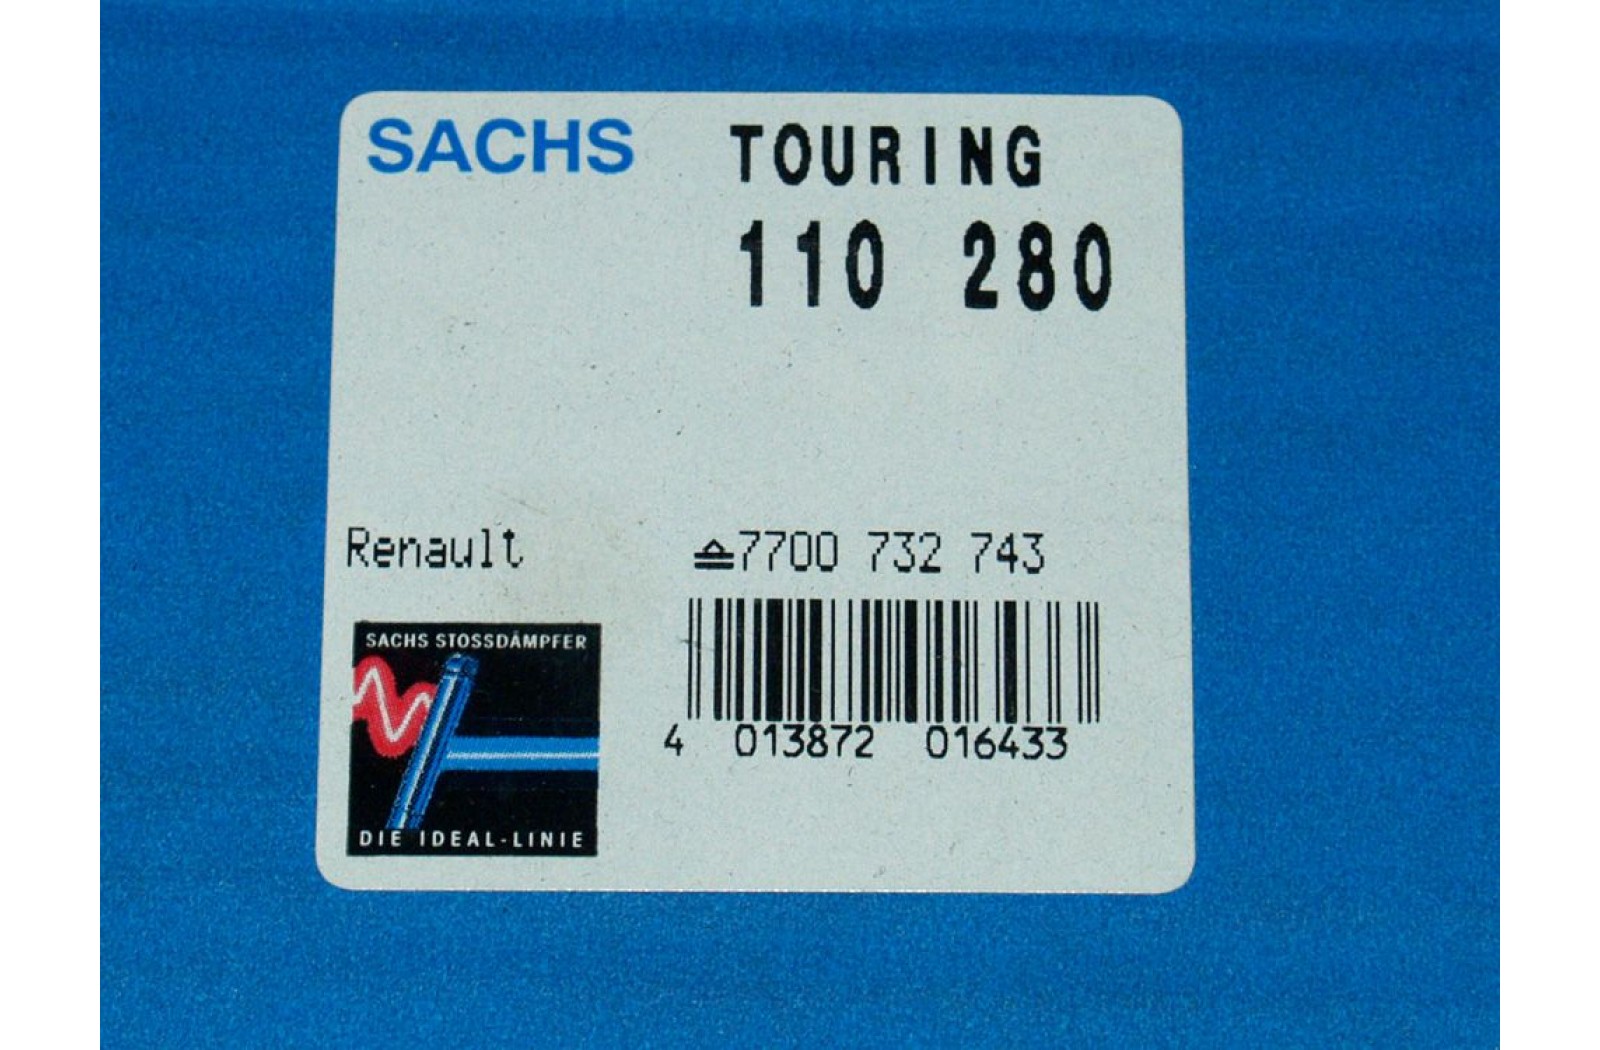 SACHS TOURING
110 280
Renault ≙7700 732 743
SACHS STOSSDÄMPFER
4 013872 016433
DIE IDEAL-LINIE